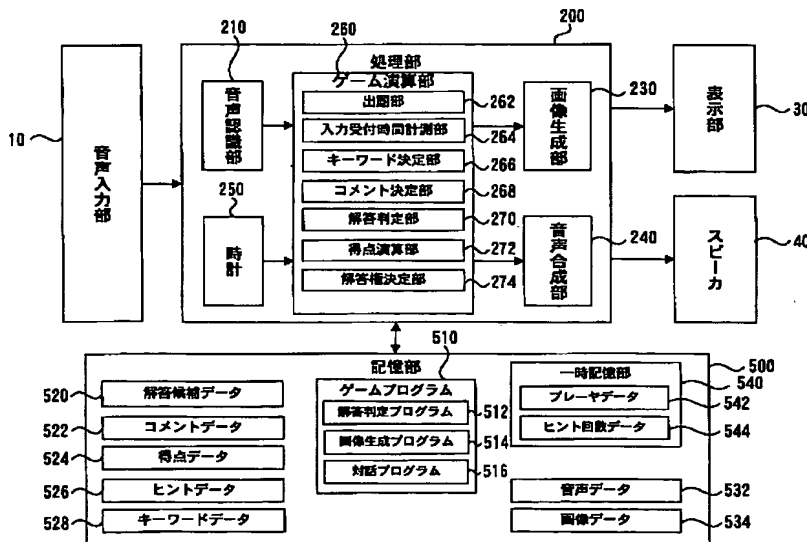 200
210
260
処理部
ゲーム演算部
10
音声入力部
音声認識部
出題部
262
入力受付時間計測部
264
キーワード決定部
266
コメント決定部
268
解答判定部
270
得点演算部
272
解答権決定部
274
250
時計
画像生成部
230
音声合成部
240
表示部
30
スピーカ
40
510
記憶部
500
520
解答候補データ
522
コメントデータ
524
得点データ
526
ヒントデータ
528
キーワードデータ
ゲームプログラム
解答判定プログラム
512
画像生成プログラム
514
対話プログラム
516
一時記憶部
540
プレーヤデータ
542
ヒント回数データ
544
音声データ
532
画像データ
534